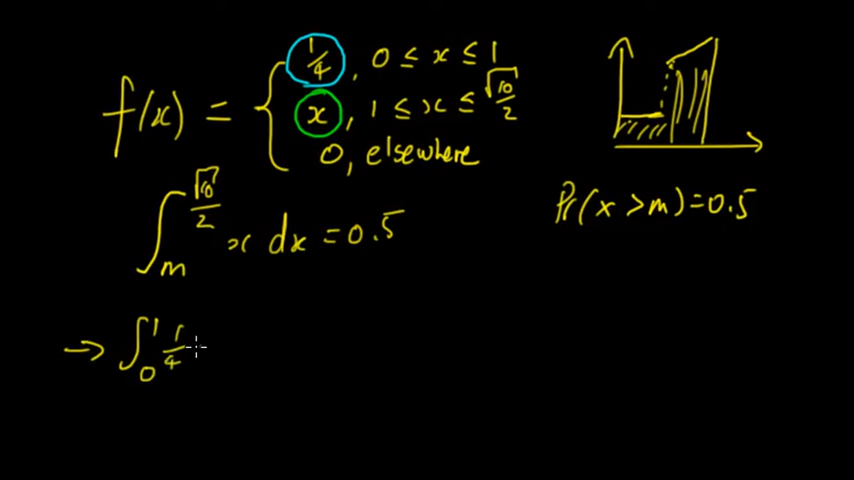 f(x) = { 1/4, 0 ≤ x ≤ 1
x, 1 ≤ x ≤ √10/2
0, elsewhere
∫_m^{√10/2} x dx = 0.5
Pr(x > m) = 0.5
→ ∫_0^1 1/4